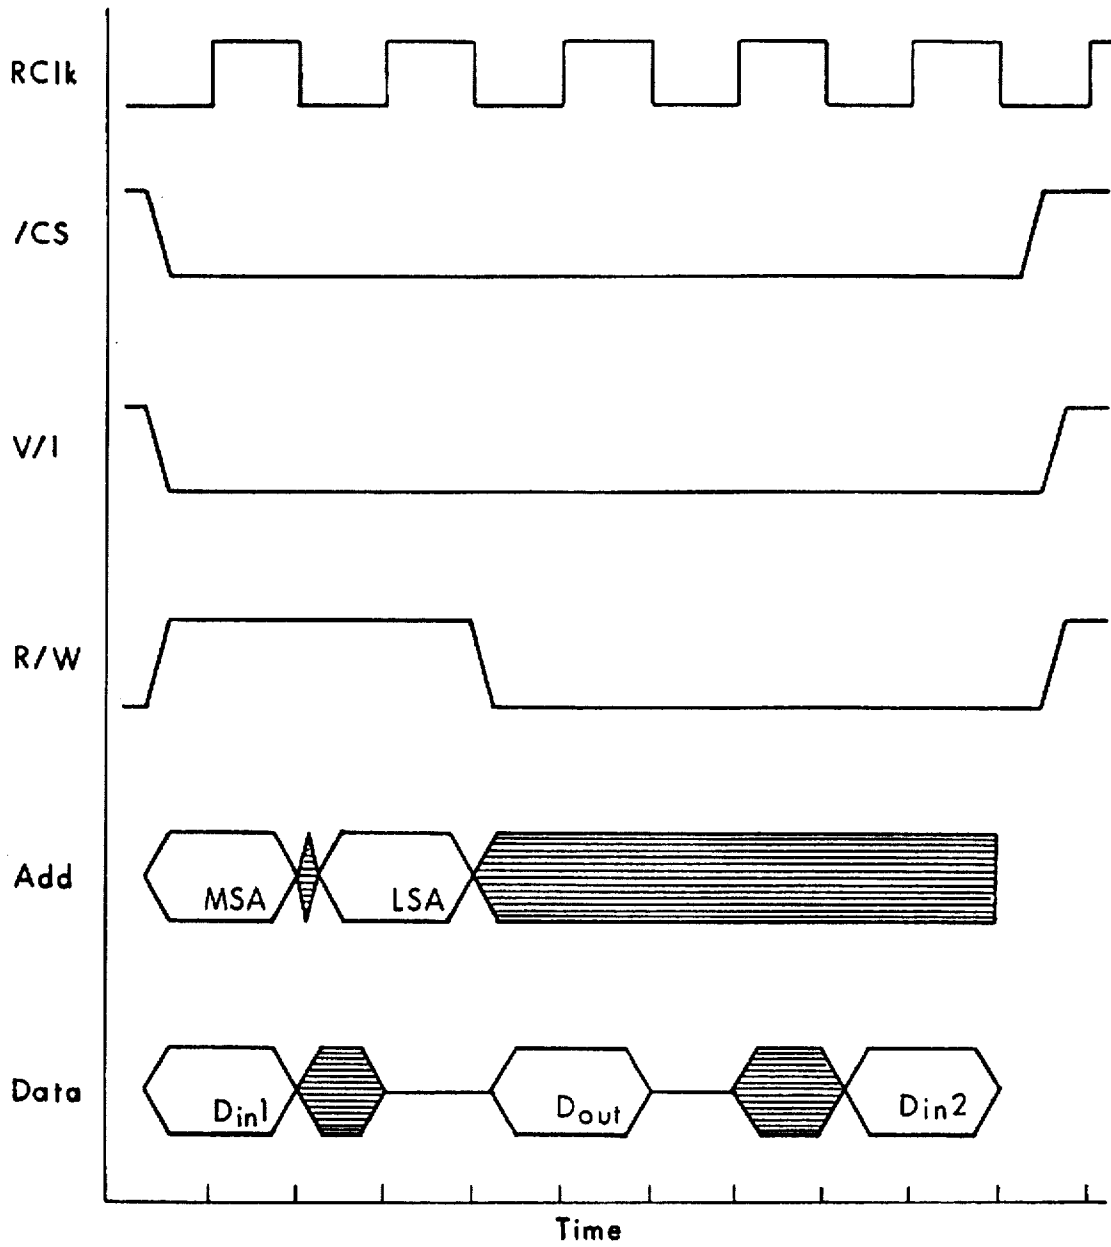 RClk
/CS
V/I
R/W
Add
MSA
LSA
Data
Din1
Dout
Din2
Time